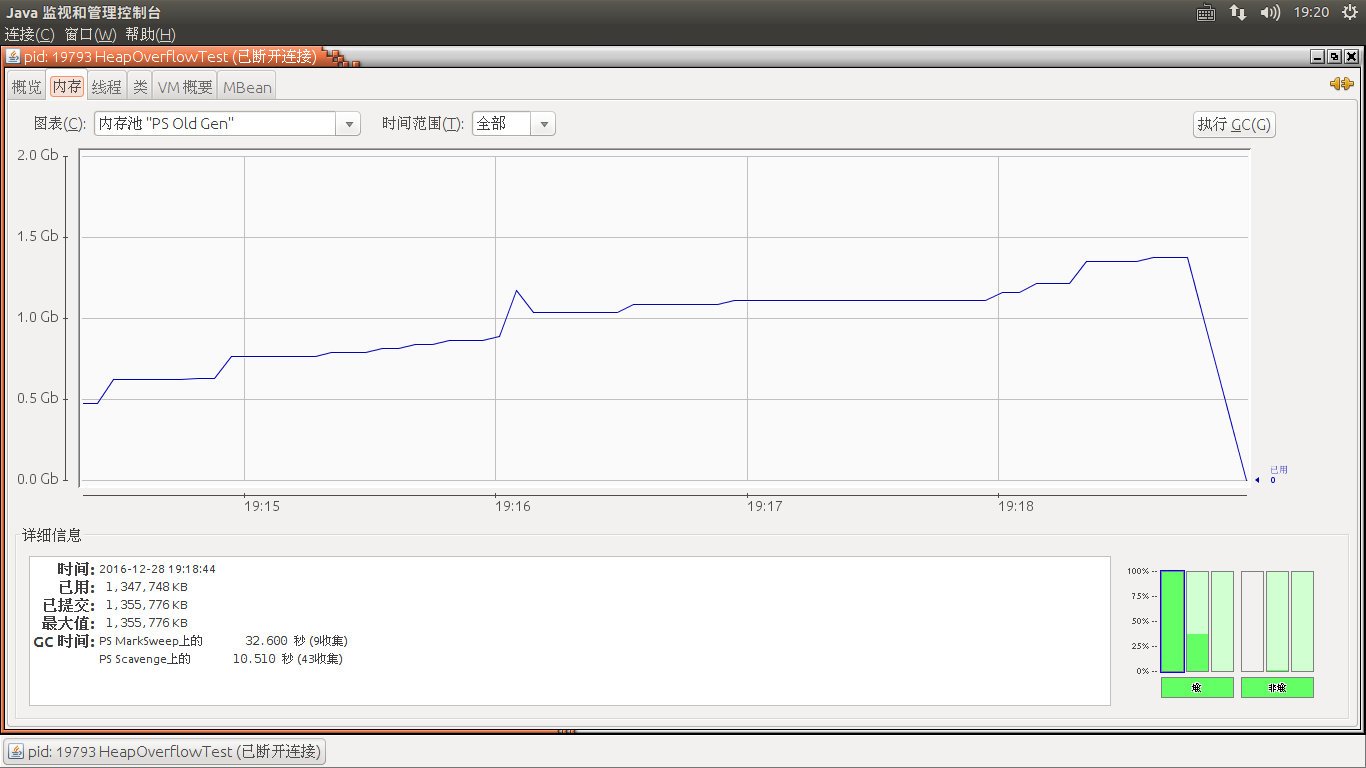 Java 监视和管理控制台
19:20
连接(C) 窗口(W) 帮助(H)
pid: 19793 HeapOverflowTest (已断开连接)
概览 内存 线程 类 VM 概要 MBean
图表(C): 内存池 "PS Old Gen" 时间范围(T): 全部 执行 GC(G)
2.0 Gb
1.5 Gb
1.0 Gb
0.5 Gb
0.0 Gb
已用
0
19:15 19:16 19:17 19:18
详细信息
时间: 2016-12-28 19:18:44
已用: 1,347,748 KB
已提交: 1,355,776 KB
最大值: 1,355,776 KB
GC 时间: PS MarkSweep上的 32.600 秒 (9收集)
PS Scavenge上的 10.510 秒 (43收集)
100% --
75% --
50% --
25% --
0% --
堆 非堆
pid: 19793 HeapOverflowTest (已断开连接)